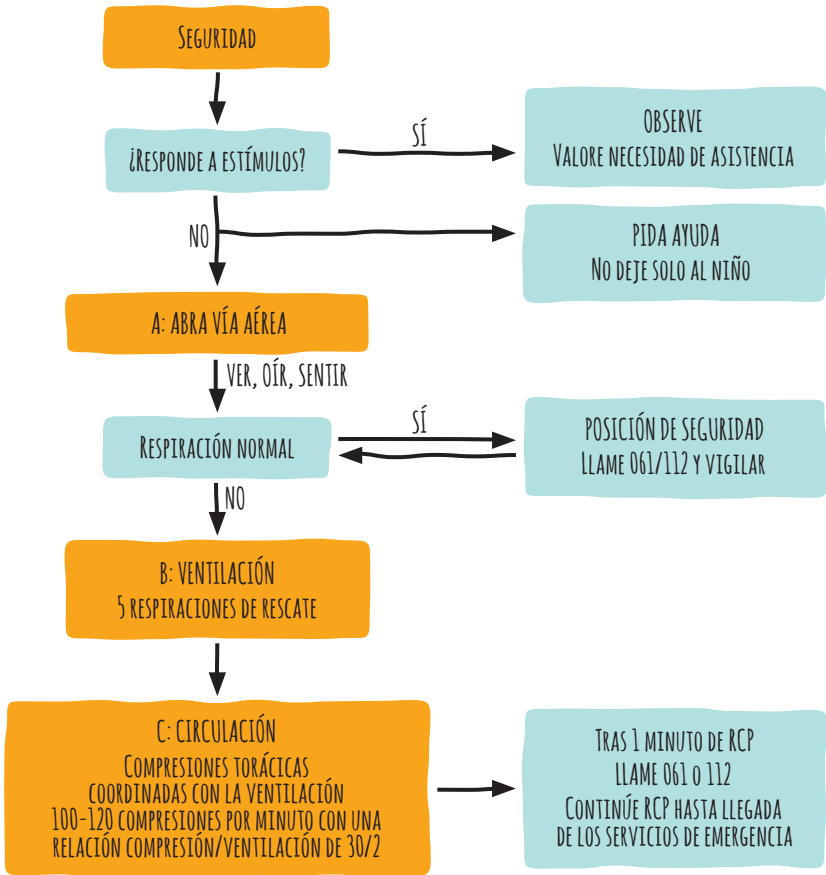 Seguridad
¿Responde a estímulos?
SÍ
OBSERVE
Valore necesidad de asistencia
NO
PIDA AYUDA
No deje solo al niño
A: ABRA VÍA AÉREA
VER, OÍR, SENTIR
Respiración normal
SÍ
POSICIÓN DE SEGURIDAD
Llame 061/112 y vigilar
NO
B: VENTILACIÓN
5 respiraciones de rescate
C: CIRCULACIÓN
Compresiones torácicas
coordinadas con la ventilación
100-120 compresiones por minuto con una
relación compresión/ventilación de 30/2
Tras 1 minuto de RCP
LLAME 061 o 112
Continúe RCP hasta llegada
de los servicios de emergencia